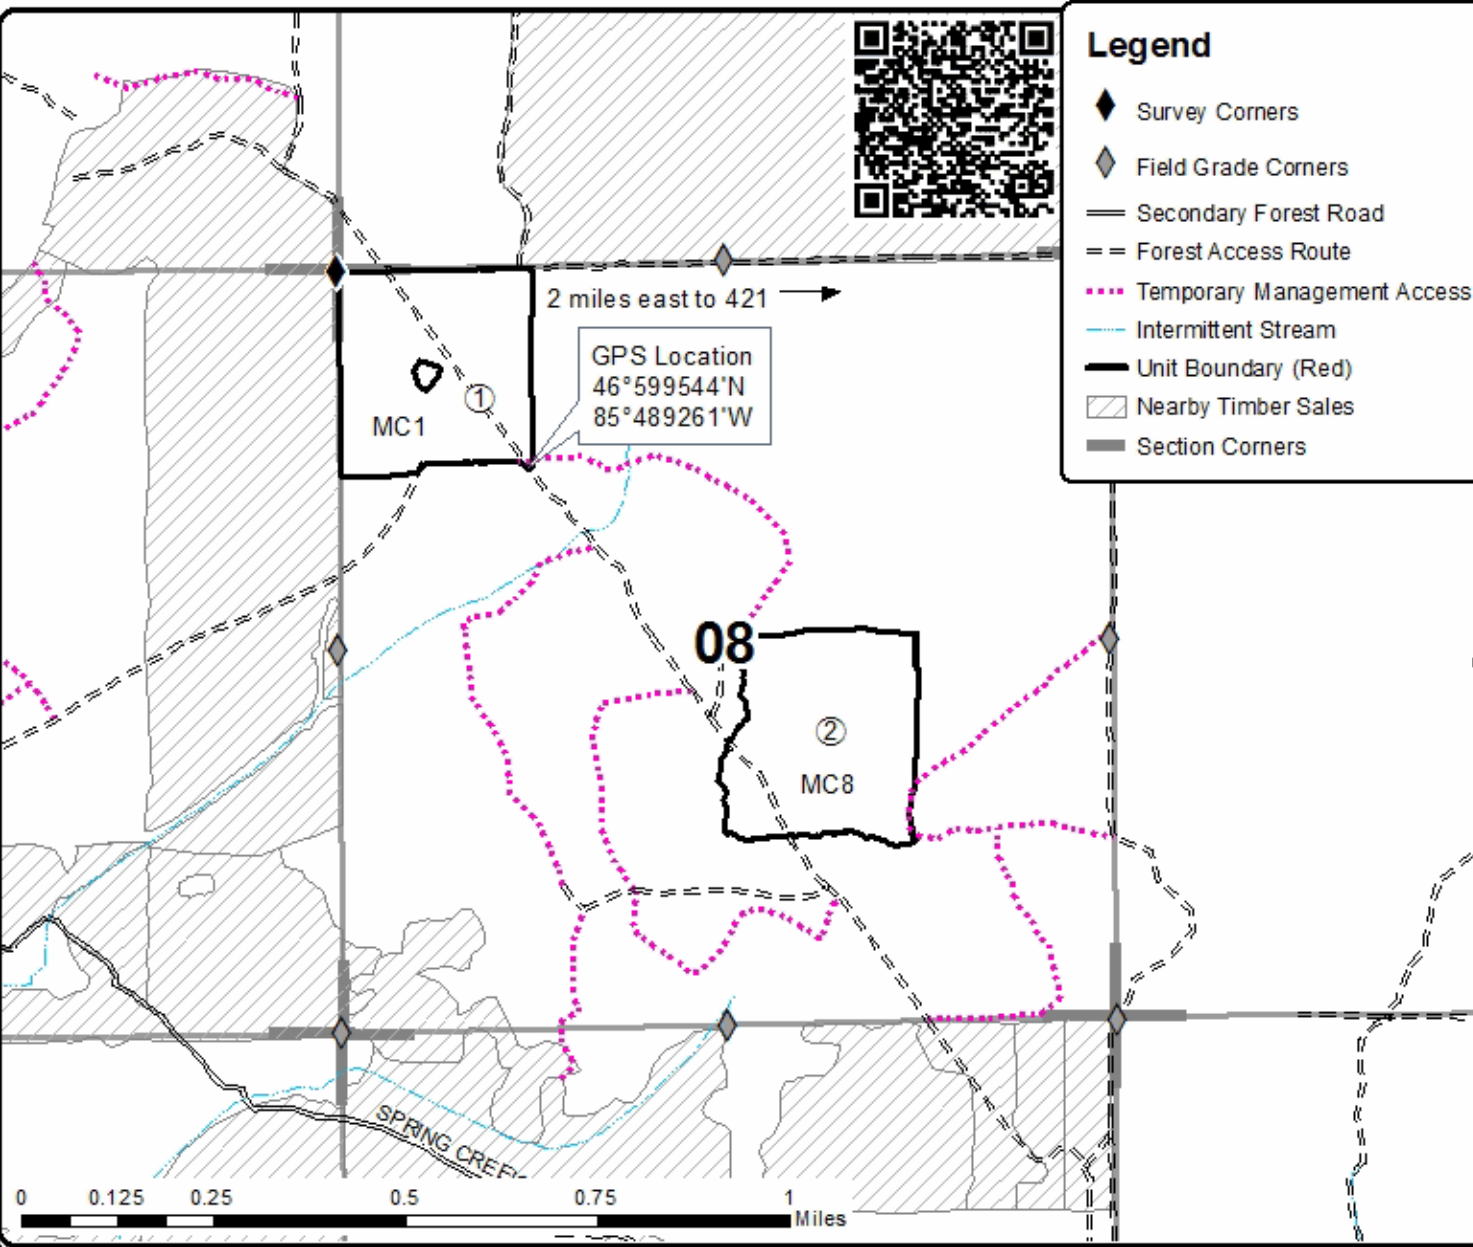 Legend
Survey Corners
Field Grade Corners
Secondary Forest Road
Forest Access Route
Temporary Management Access
Intermittent Stream
Unit Boundary (Red)
Nearby Timber Sales
Section Corners
2 miles east to 421
GPS Location
46°599544'N
85°489261'W
①
MC1
08
②
MC8
SPRING CREEK
0 0.125 0.25 0.5 0.75 1
Miles